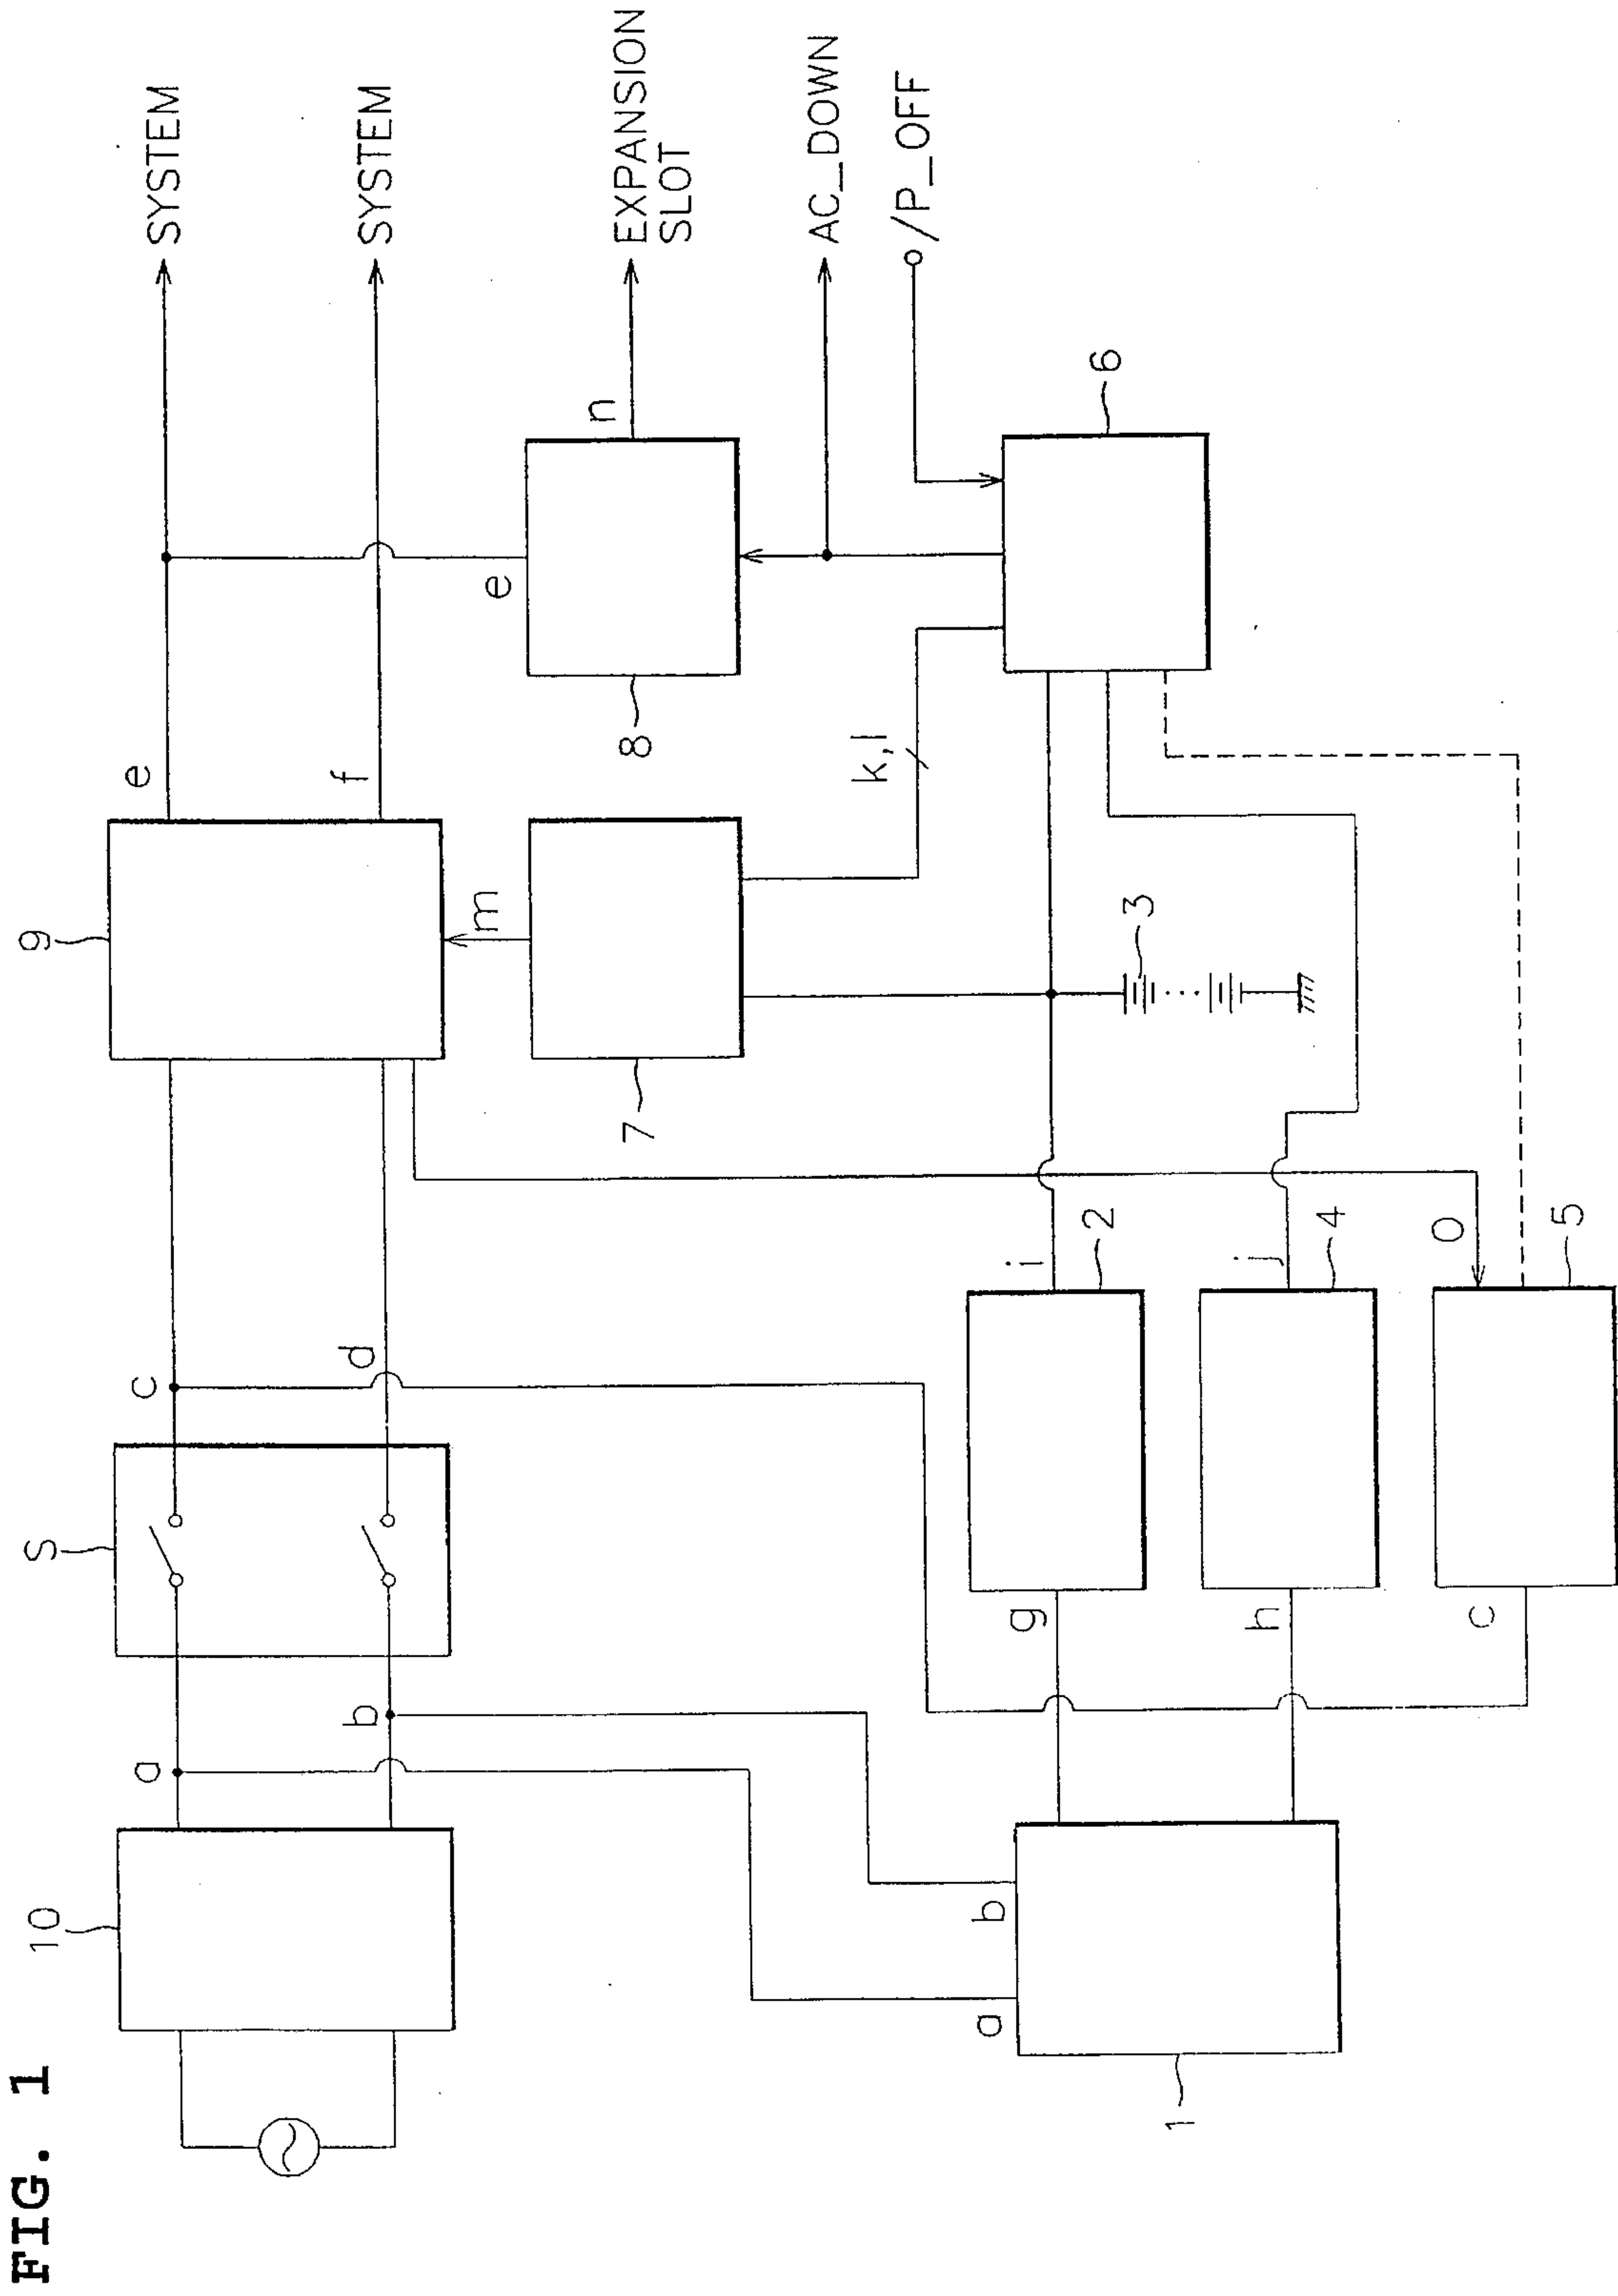 FIG. 1
10
S
9
a
b
c
d
e
f
SYSTEM
SYSTEM
m
7
8
e
n
EXPANSION
SLOT
k,l
AC_DOWN
/P_OFF
6
a
b
1
g
h
c
i
2
j
4
o
5
3